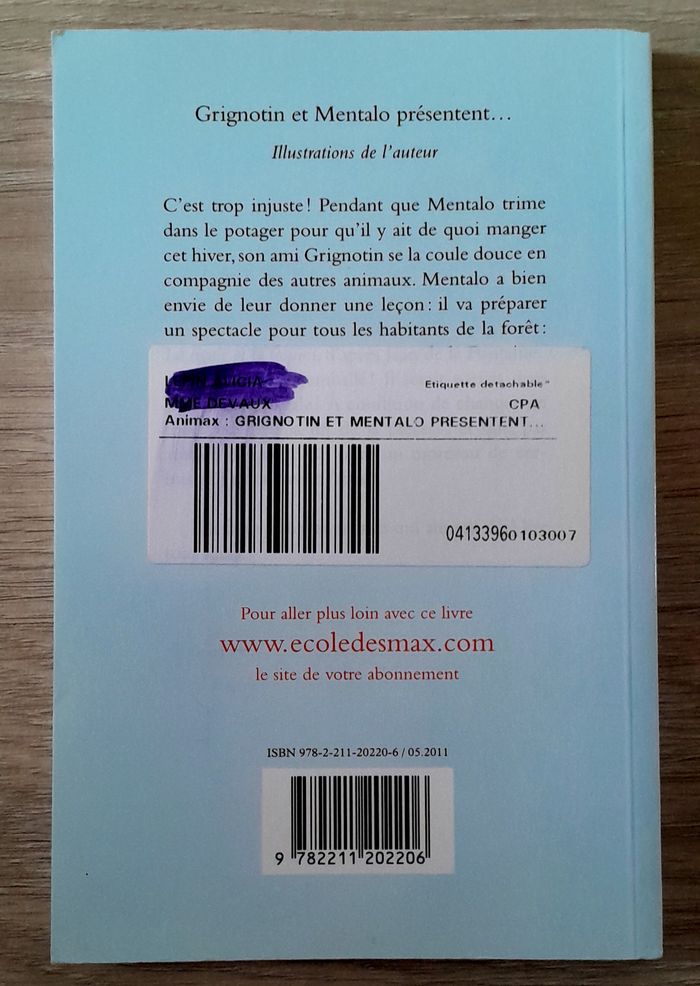 Grignotin et Mentalo présentent…
Illustrations de l'auteur
C'est trop injuste ! Pendant que Mentalo trime
dans le potager pour qu'il y ait de quoi manger
cet hiver, son ami Grignotin se la coule douce en
compagnie des autres animaux. Mentalo a bien
envie de leur donner une leçon : il va préparer
un spectacle pour tous les habitants de la forêt :
Etiquette detachable"
MME DEVAUX CPA
Animax : GRIGNOTIN ET MENTALO PRESENTENT...
04133960103007
Pour aller plus loin avec ce livre
www.ecoledesmax.com
le site de votre abonnement
ISBN 978-2-211-20220-6 / 05.2011
9 782211 202206